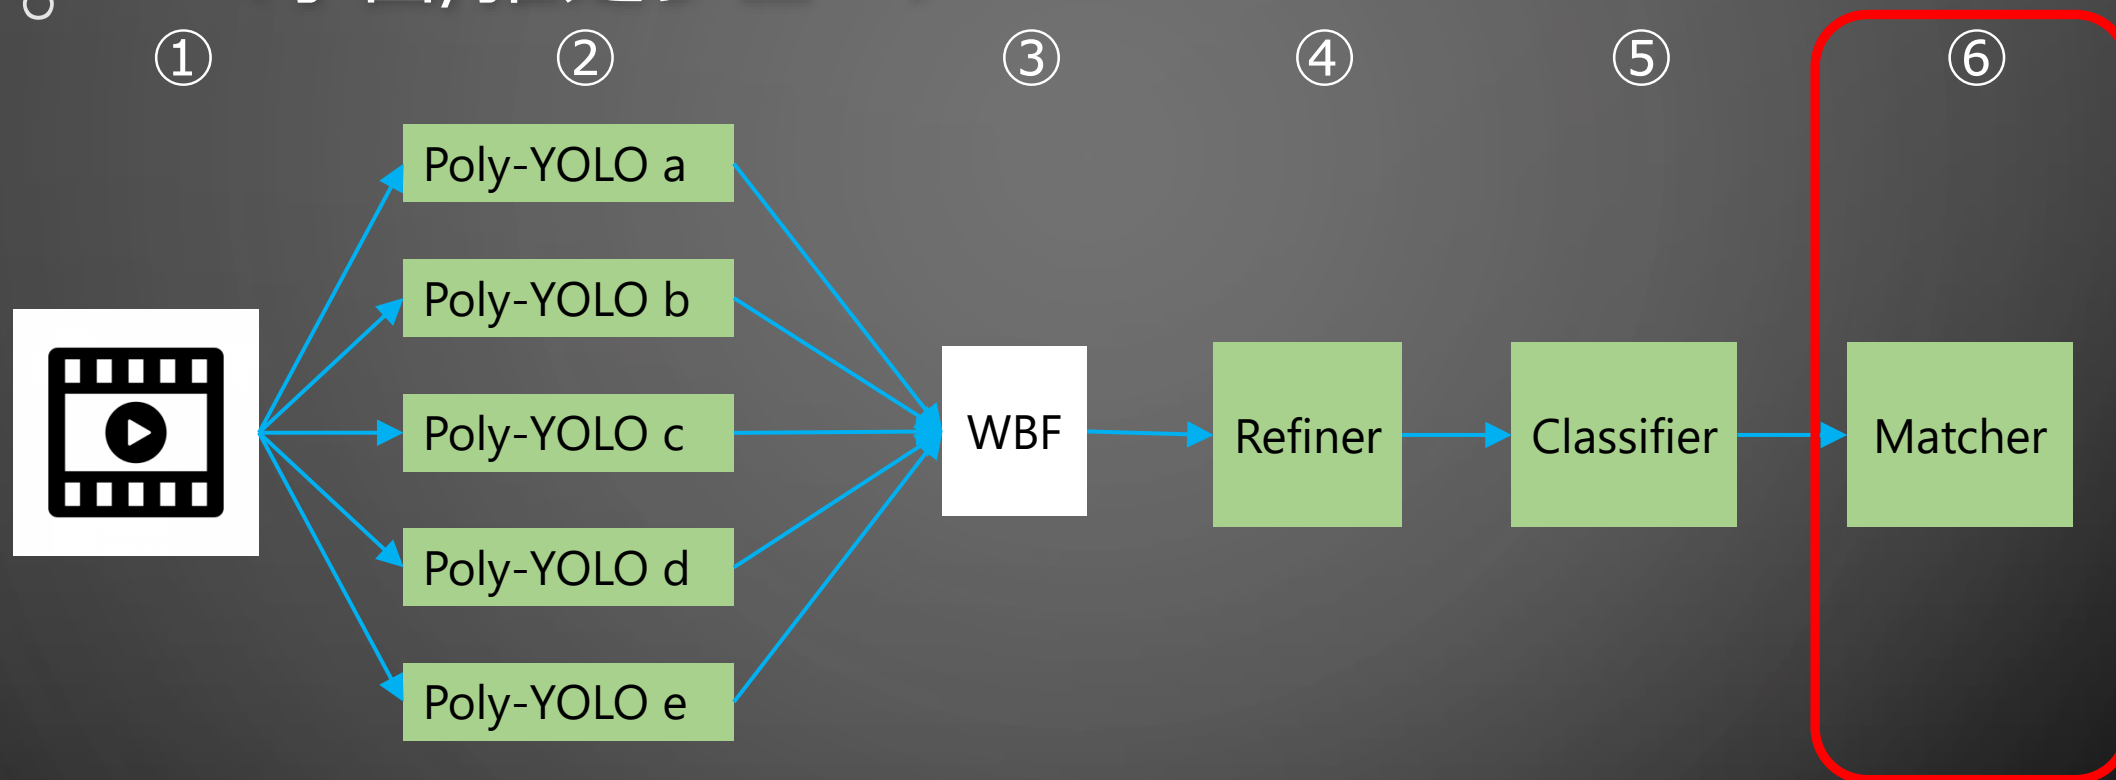 ① ② ③ ④ ⑤ ⑥
Poly-YOLO a
Poly-YOLO b
Poly-YOLO c
Poly-YOLO d
Poly-YOLO e
WBF
Refiner
Classifier
Matcher